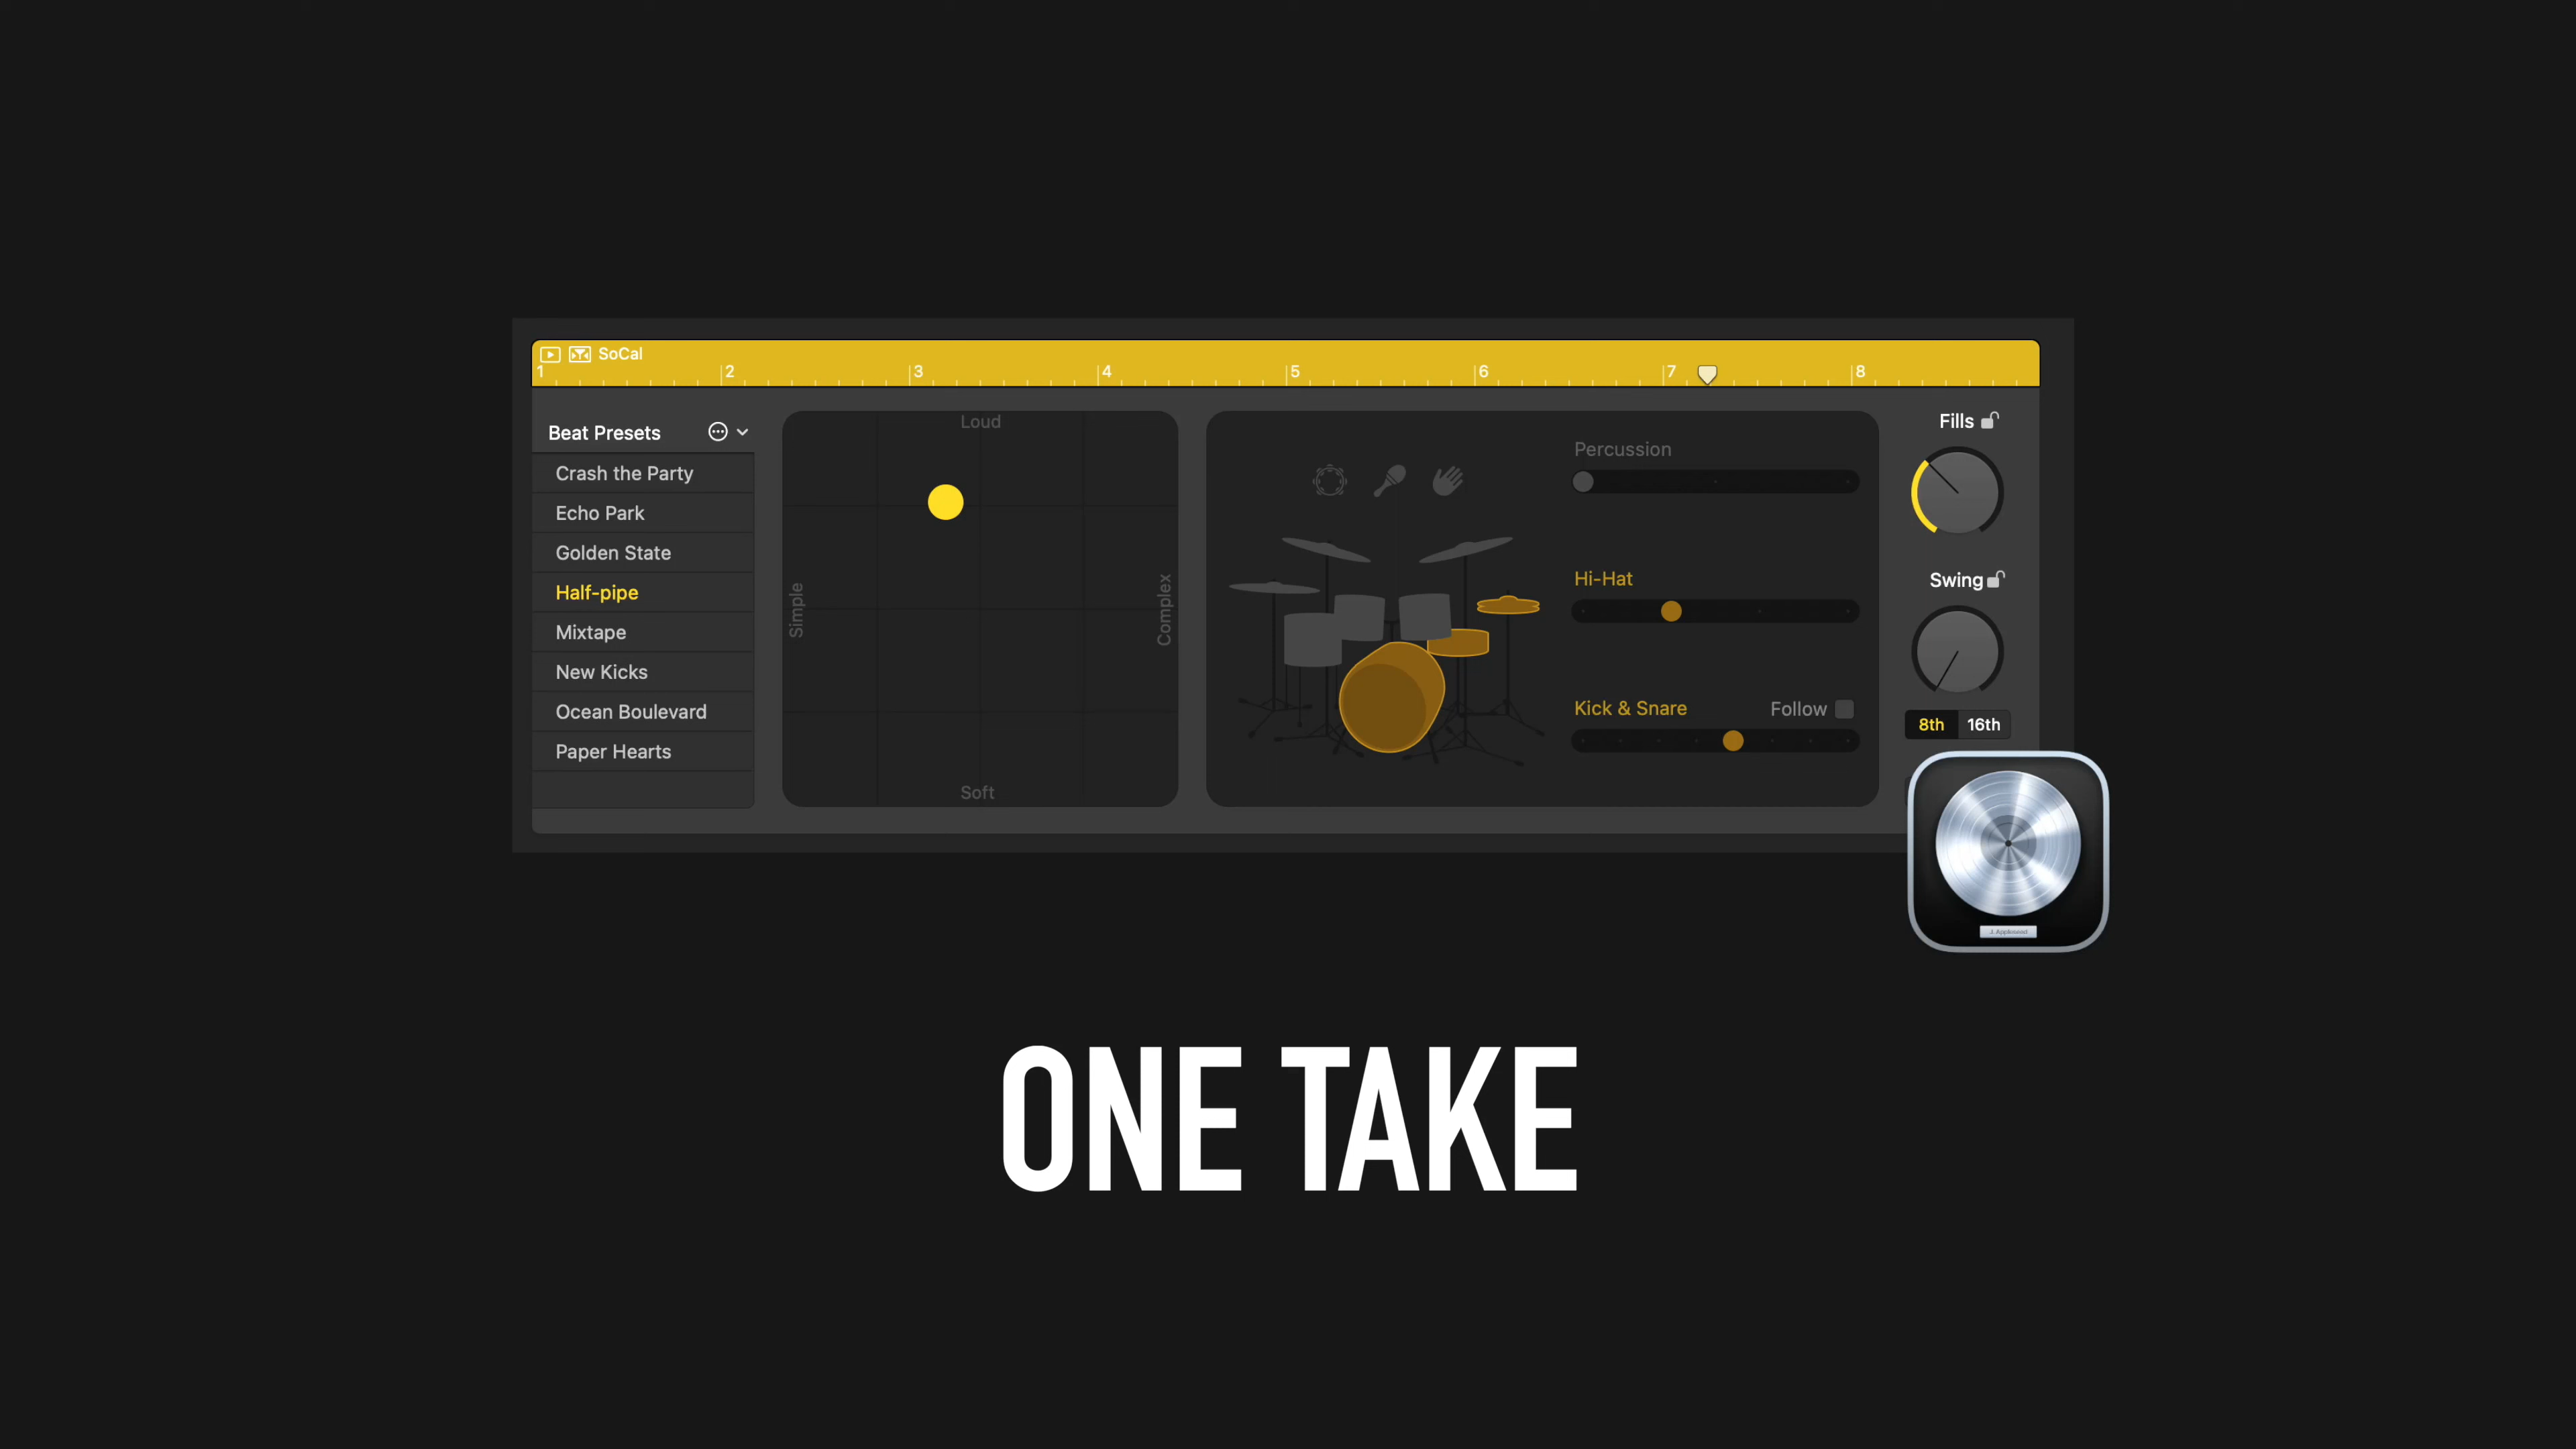 SoCal
1 2 3 4 5 6 7 8
Beat Presets
Crash the Party
Echo Park
Golden State
Half-pipe
Mixtape
New Kicks
Ocean Boulevard
Paper Hearts
Loud
Simple
Complex
Soft
Percussion
Hi-Hat
Kick & Snare Follow
Fills
Swing
8th 16th
ONE TAKE